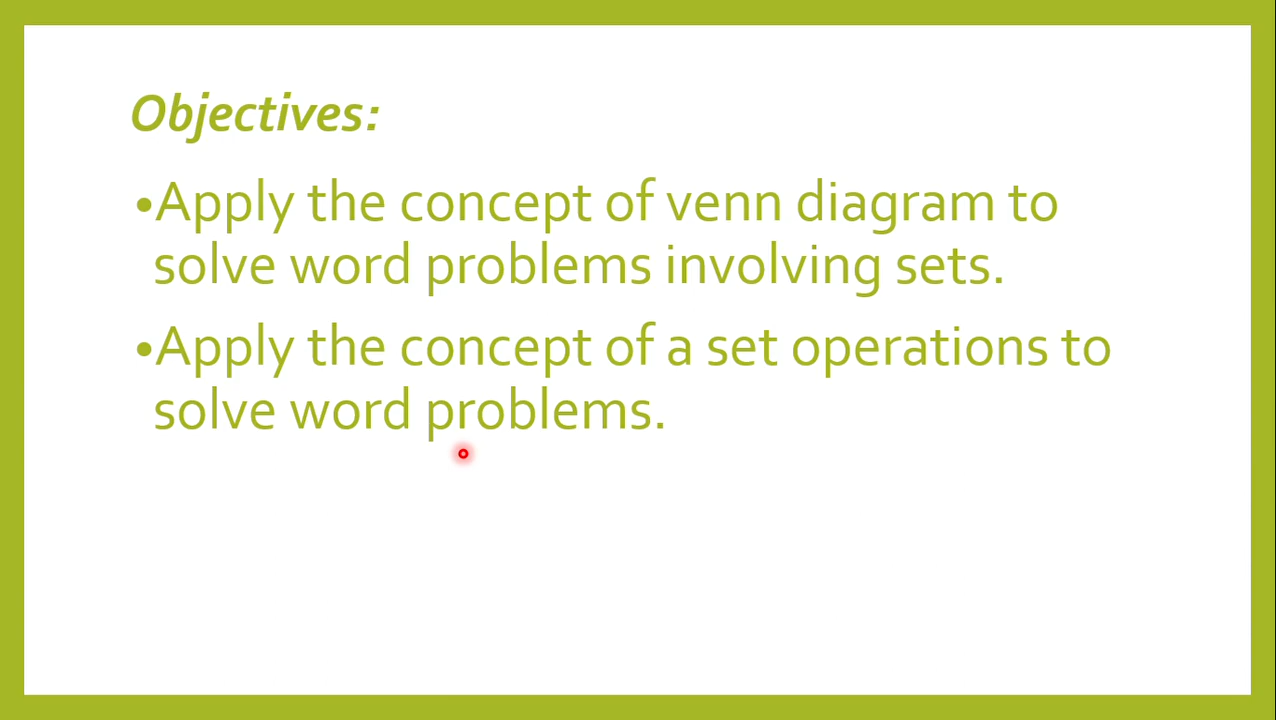 Objectives:
•Apply the concept of venn diagram to
solve word problems involving sets.
•Apply the concept of a set operations to
solve word problems.